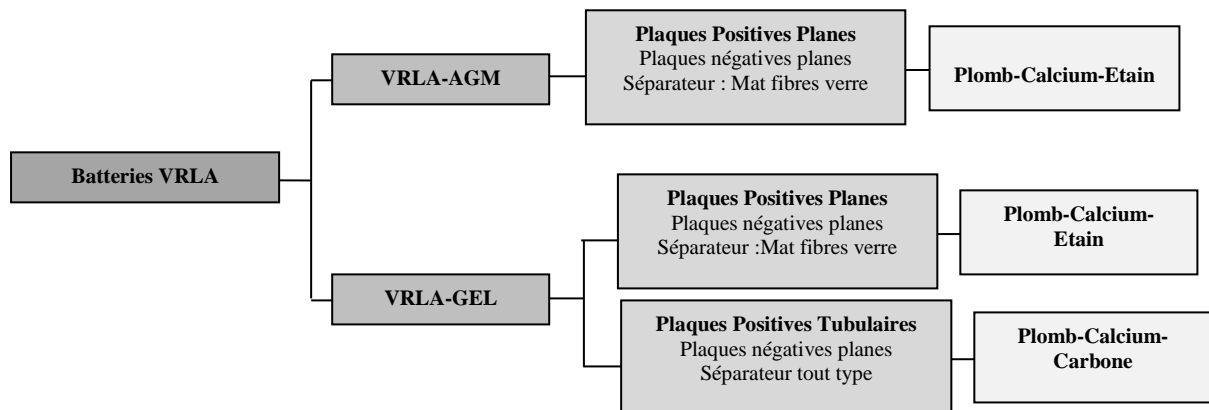 Batteries VRLA
VRLA-AGM
Plaques Positives Planes
Plaques négatives planes
Séparateur : Mat fibres verre
Plomb-Calcium-Etain
VRLA-GEL
Plaques Positives Planes
Plaques négatives planes
Séparateur :Mat fibres verre
Plomb-Calcium-
Etain
Plaques Positives Tubulaires
Plaques négatives planes
Séparateur tout type
Plomb-Calcium-
Carbone